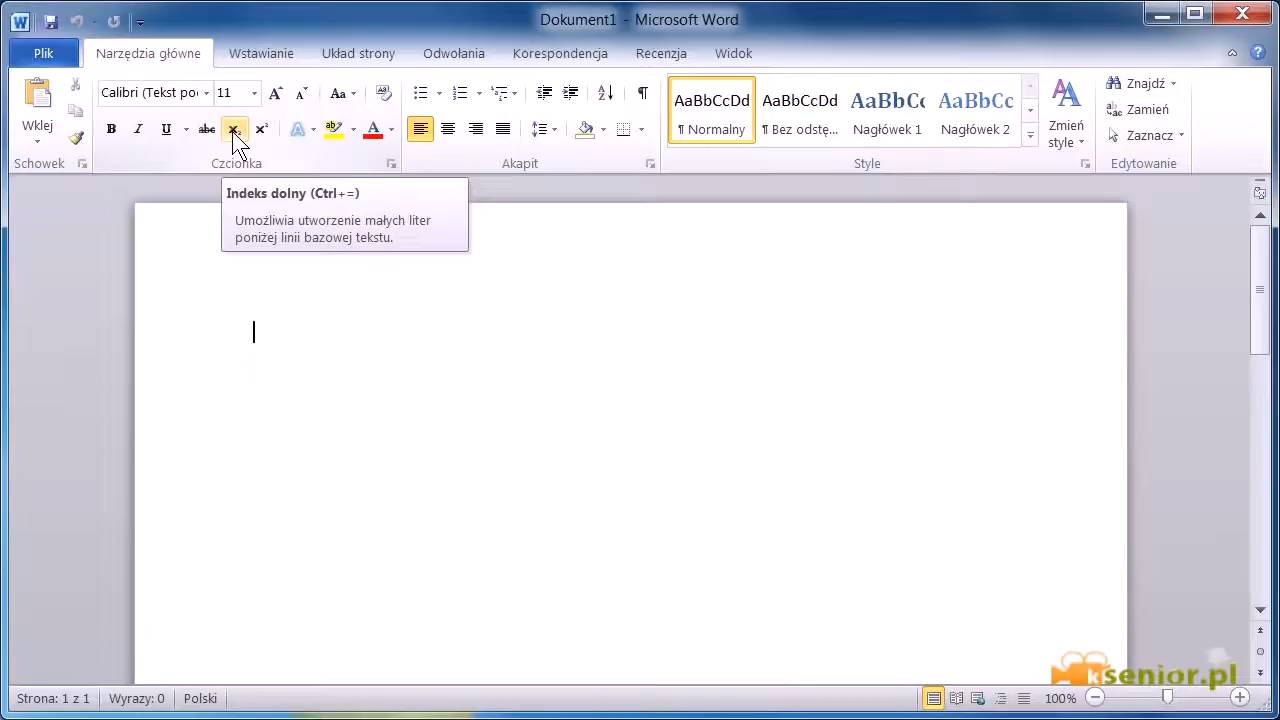 Dokument1 - Microsoft Word
Plik
Narzędzia główne
Wstawianie
Układ strony
Odwołania
Korespondencja
Recenzja
Widok
Wklej
Schowek
Calibri (Tekst po
11
Czcionka
Akapit
AaBbCcDd
¶ Normalny
AaBbCcDd
¶ Bez odstę...
AaBbCc
Nagłówek 1
AaBbCc
Nagłówek 2
Zmień
style
Style
Znajdź
Zamień
Zaznacz
Edytowanie
Indeks dolny (Ctrl+=)
Umożliwia utworzenie małych liter
poniżej linii bazowej tekstu.
Strona: 1 z 1
Wyrazy: 0
Polski
100%
ksenior.pl